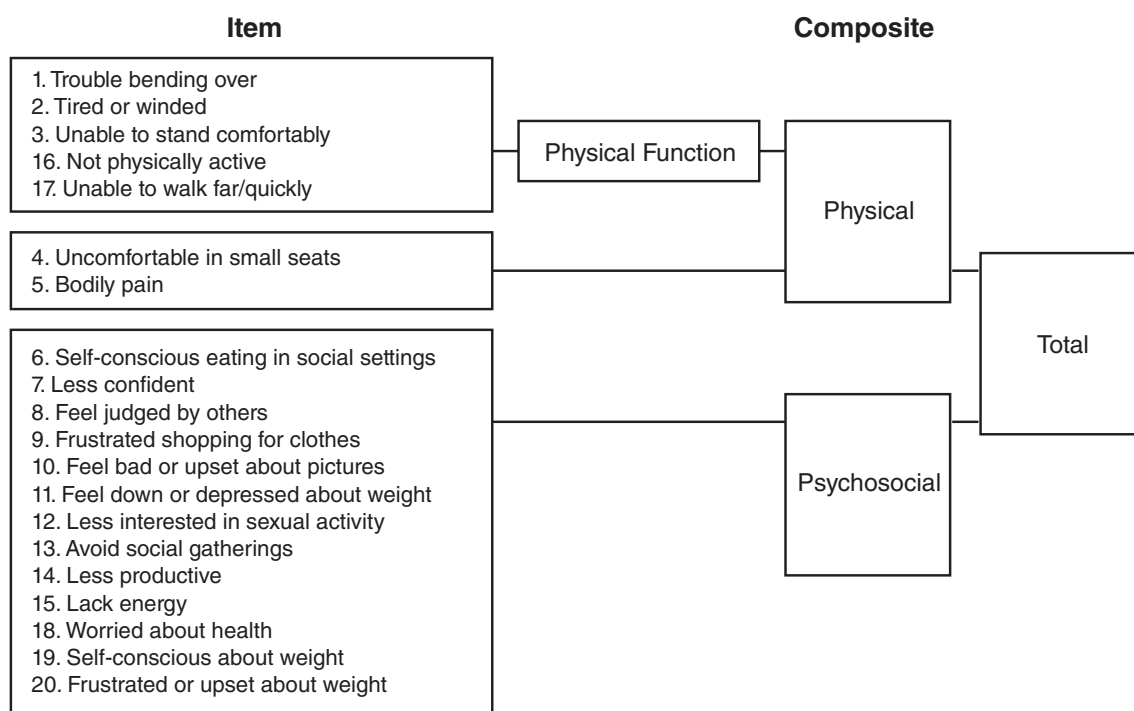 Item
Composite
1. Trouble bending over
2. Tired or winded
3. Unable to stand comfortably
16. Not physically active
17. Unable to walk far/quickly
Physical Function
Physical
4. Uncomfortable in small seats
5. Bodily pain
Total
6. Self-conscious eating in social settings
7. Less confident
8. Feel judged by others
9. Frustrated shopping for clothes
10. Feel bad or upset about pictures
11. Feel down or depressed about weight
12. Less interested in sexual activity
13. Avoid social gatherings
14. Less productive
15. Lack energy
18. Worried about health
19. Self-conscious about weight
20. Frustrated or upset about weight
Psychosocial